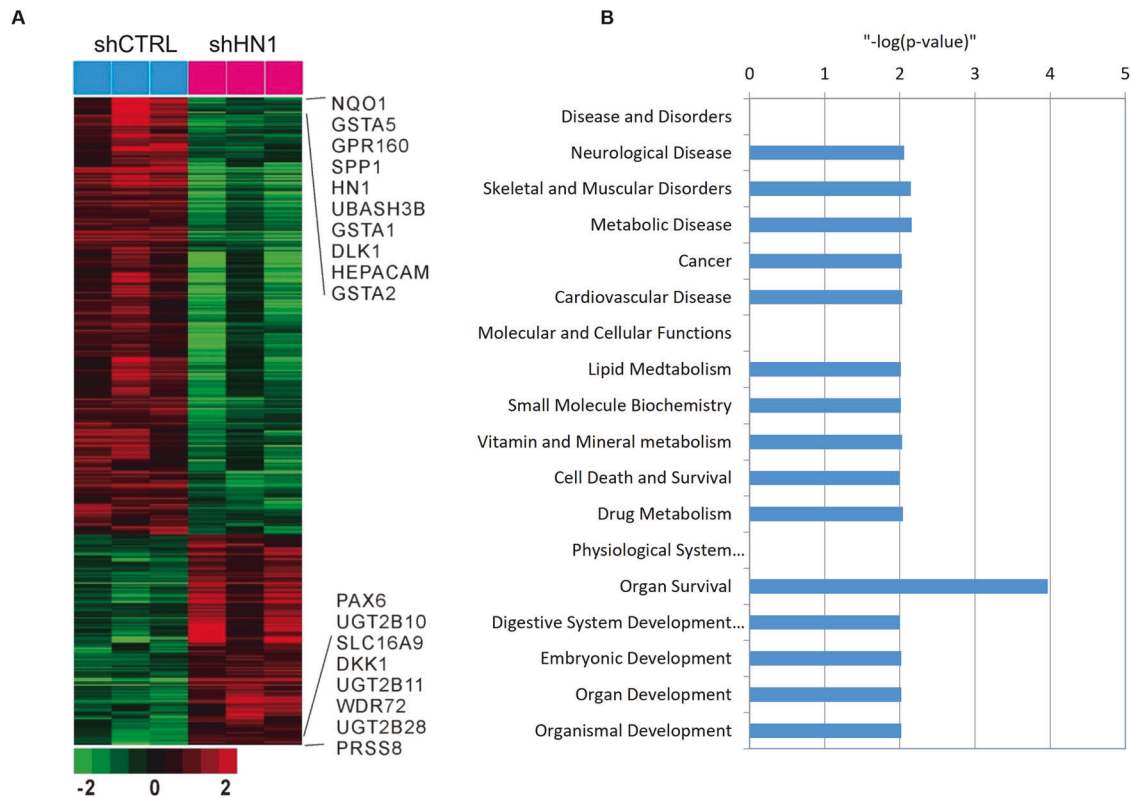 A
shCTRL shHN1
NQO1
GSTA5
GPR160
SPP1
HN1
UBASH3B
GSTA1
DLK1
HEPACAM
GSTA2
PAX6
UGT2B10
SLC16A9
DKK1
UGT2B11
WDR72
UGT2B28
PRSS8
-2 0 2
B
"-log(p-value)"
0 1 2 3 4 5
Disease and Disorders
Neurological Disease
Skeletal and Muscular Disorders
Metabolic Disease
Cancer
Cardiovascular Disease
Molecular and Cellular Functions
Lipid Medtabolism
Small Molecule Biochemistry
Vitamin and Mineral metabolism
Cell Death and Survival
Drug Metabolism
Physiological System...
Organ Survival
Digestive System Development...
Embryonic Development
Organ Development
Organismal Development